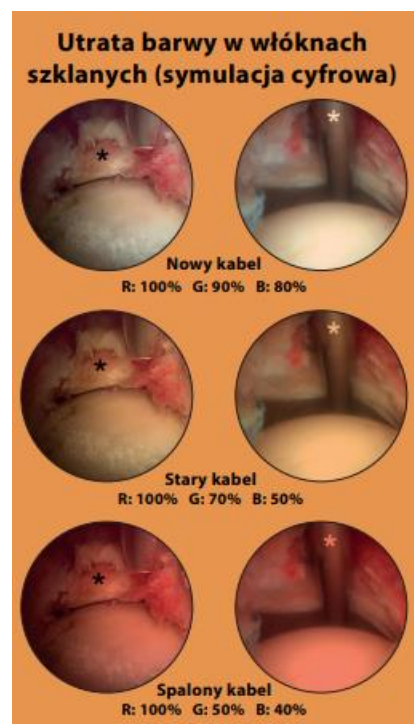 Utrata barwy w włóknach
szklanych (symulacja cyfrowa)
*
*
Nowy kabel
R: 100% G: 90% B: 80%
*
*
Stary kabel
R: 100% G: 70% B: 50%
*
*
Spalony kabel
R: 100% G: 50% B: 40%